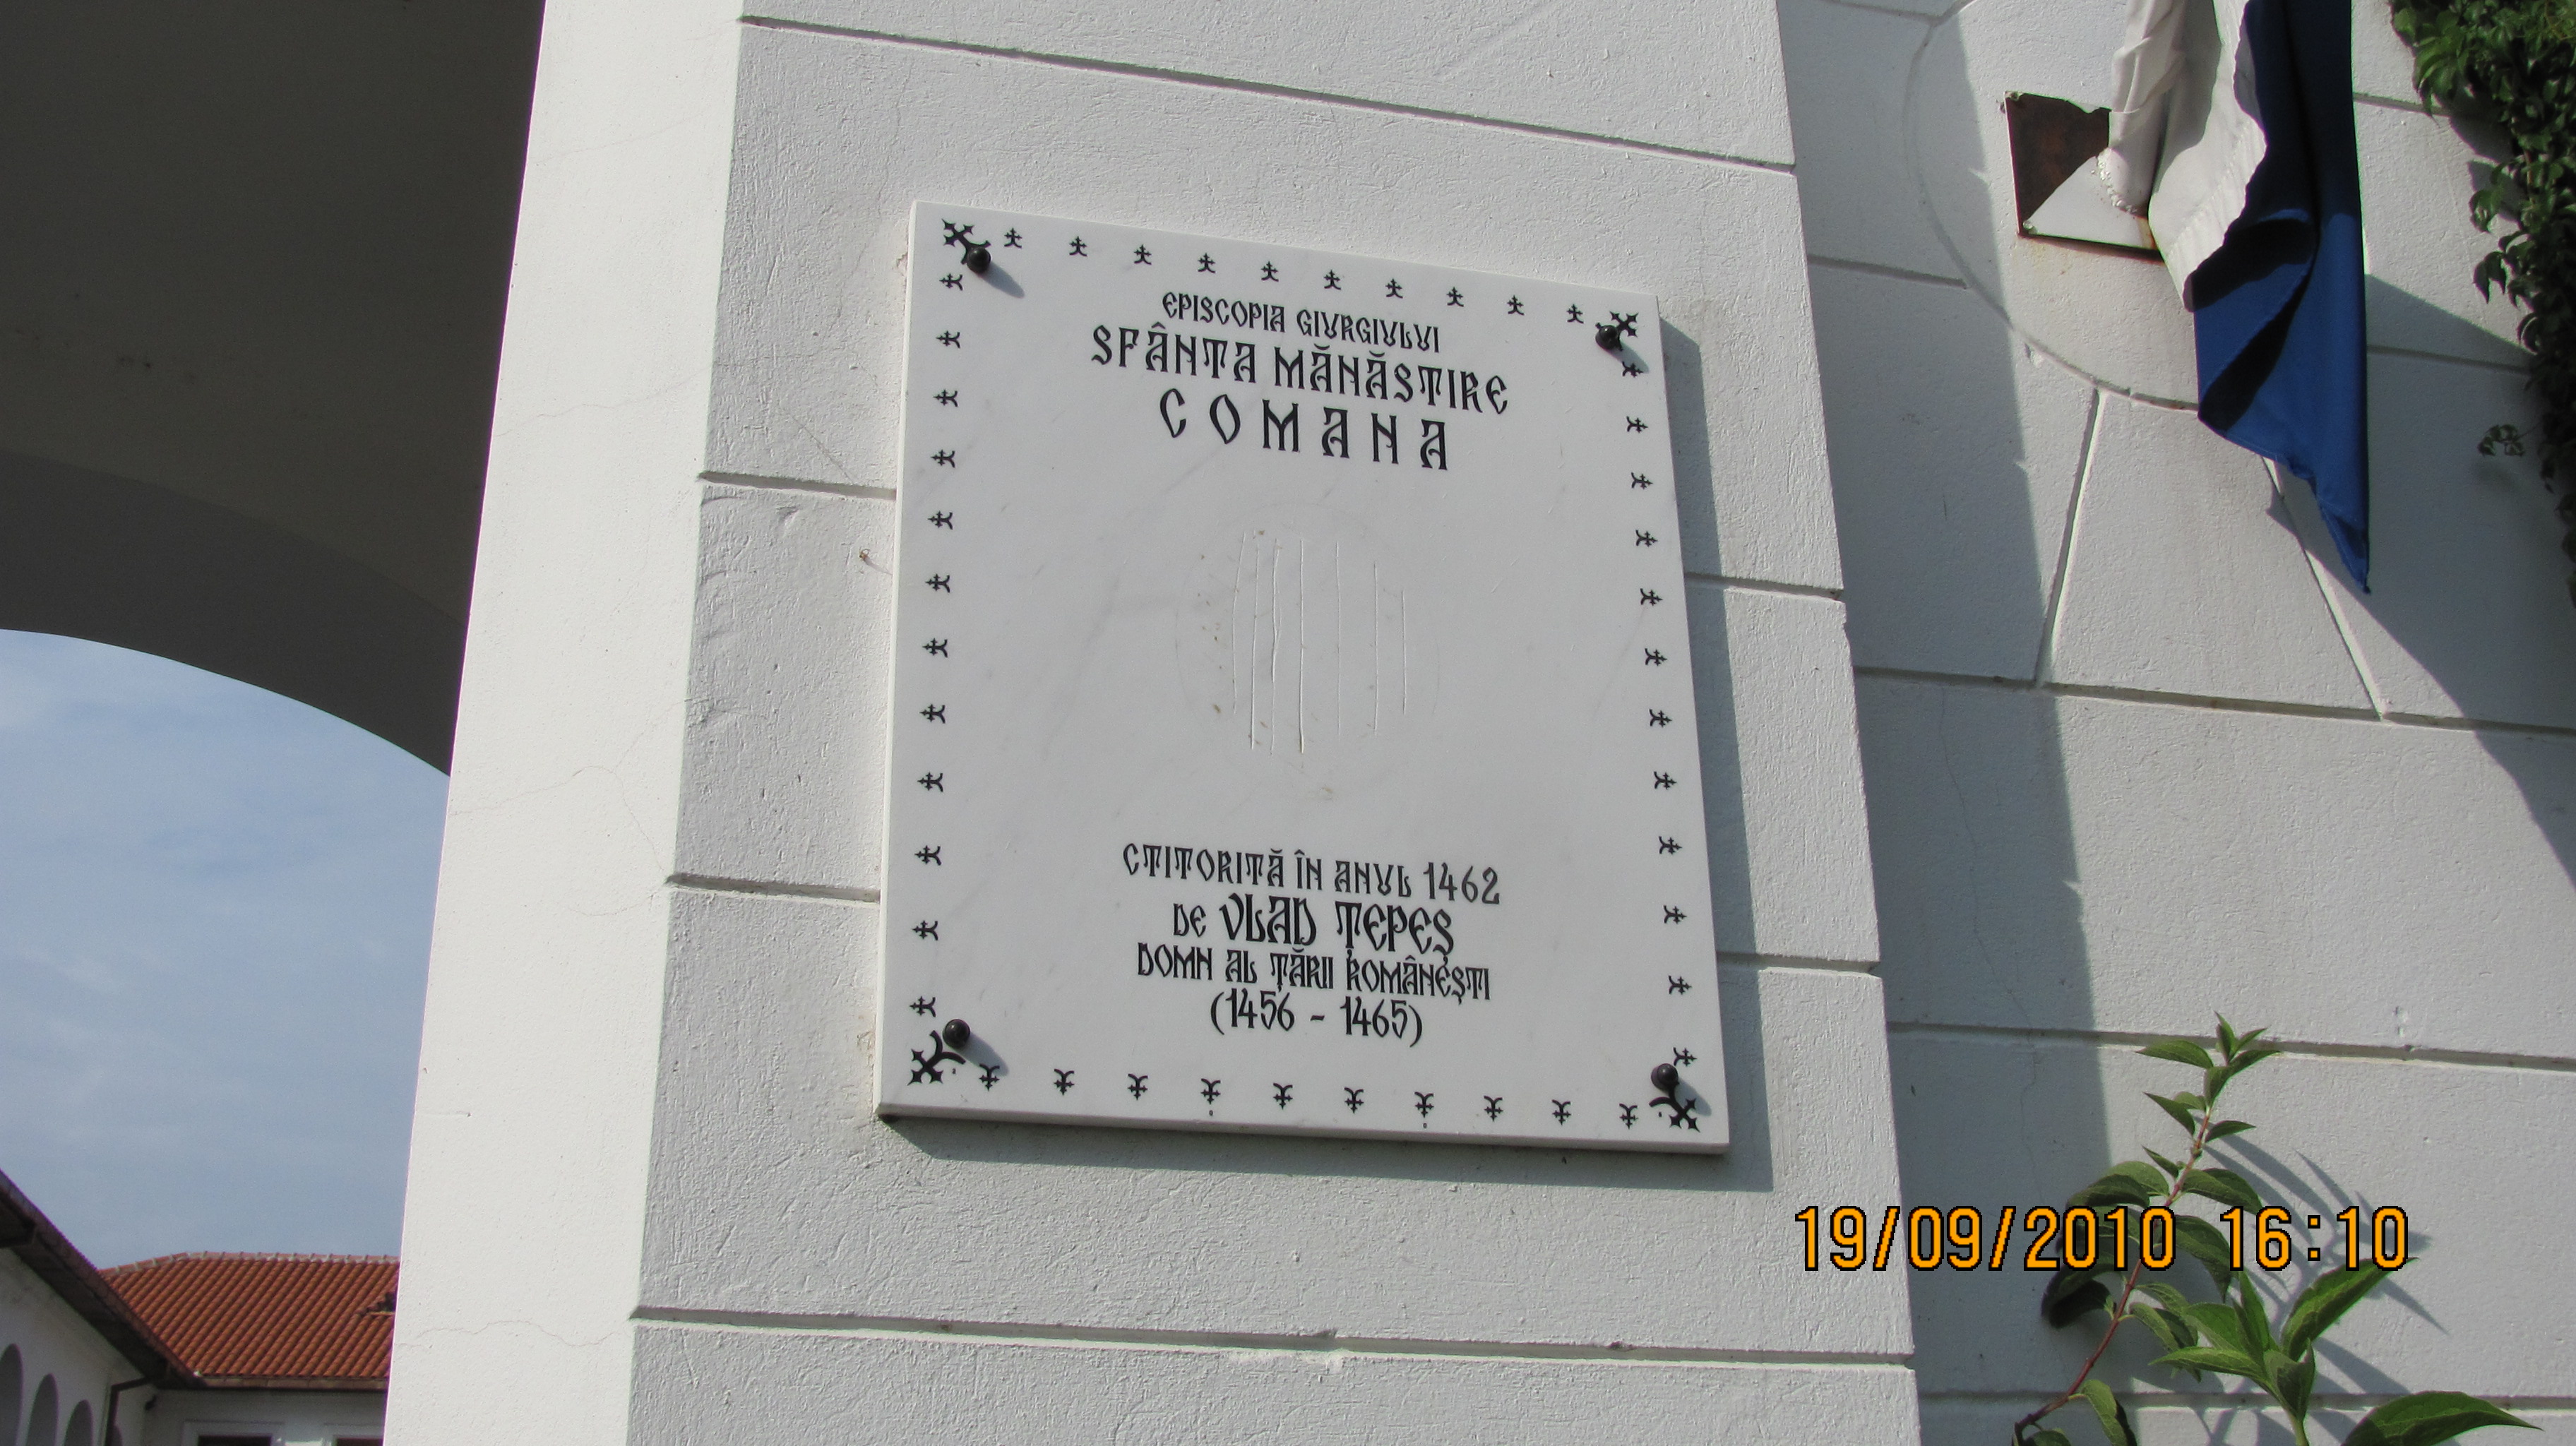 EPISCOPIA GIURGIULUI
SFÂNTA MĂNĂSTIRE
COMANA
CTITORITĂ ÎN ANUL 1462
DE VLAD ȚEPEȘ
DOMN AL ȚĂRII ROMÂNEȘTI
(1456 - 1465)
19/09/2010 16:10